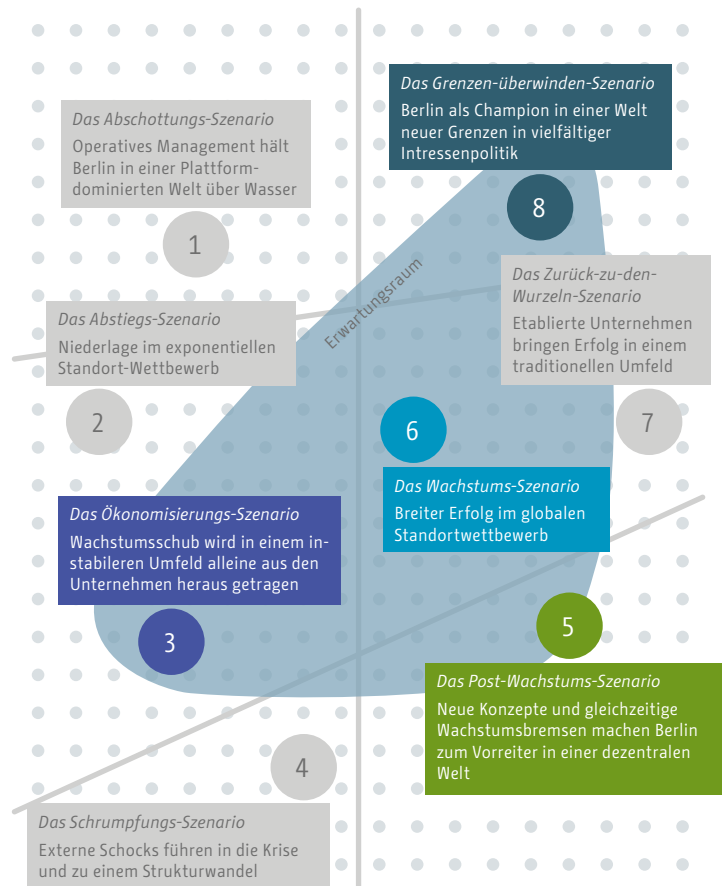 Das Grenzen-überwinden-Szenario
Berlin als Champion in einer Welt
neuer Grenzen in vielfältiger
Intressenpolitik
8
Das Abschottungs-Szenario
Operatives Management hält
Berlin in einer Plattform-
dominierten Welt über Wasser
1
Erwartungsraum
Das Zurück-zu-den-
Wurzeln-Szenario
Etablierte Unternehmen
bringen Erfolg in einem
traditionellen Umfeld
7
Das Abstiegs-Szenario
Niederlage im exponentiellen
Standort-Wettbewerb
2
6
Das Wachstums-Szenario
Breiter Erfolg im globalen
Standortwettbewerb
Das Ökonomisierungs-Szenario
Wachstumsschub wird in einem in-
stabileren Umfeld alleine aus den
Unternehmen heraus getragen
3
5
Das Post-Wachstums-Szenario
Neue Konzepte und gleichzeitige
Wachstumsbremsen machen Berlin
zum Vorreiter in einer dezentralen
Welt
4
Das Schrumpfungs-Szenario
Externe Schocks führen in die Krise
und zu einem Strukturwandel